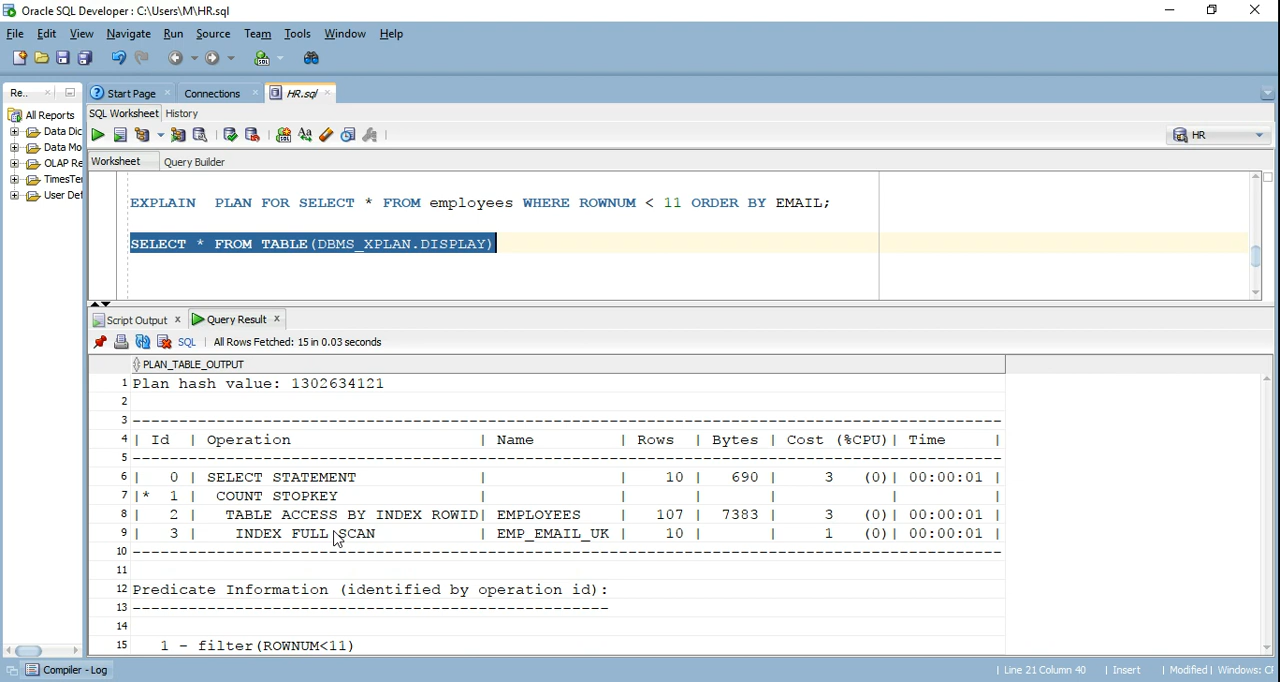 Oracle SQL Developer : C:\Users\M\HR.sql
File Edit View Navigate Run Source Team Tools Window Help
Re.. Start Page Connections HR.sql
All Reports SQL Worksheet History
Data Dic
Data Mo
OLAP Re
TimesTe
User Def
HR
Worksheet Query Builder
EXPLAIN PLAN FOR SELECT * FROM employees WHERE ROWNUM < 11 ORDER BY EMAIL;
SELECT * FROM TABLE(DBMS_XPLAN.DISPLAY)
Script Output Query Result
SQL | All Rows Fetched: 15 in 0.03 seconds
PLAN_TABLE_OUTPUT
1 Plan hash value: 1302634121
2
3 ---------------------------------------------------------------------------------------------
4 | Id | Operation | Name | Rows | Bytes | Cost (%CPU)| Time |
5 ---------------------------------------------------------------------------------------------
6 | 0 | SELECT STATEMENT | | 10 | 690 | 3 (0)| 00:00:01 |
7 |* 1 | COUNT STOPKEY | | | | | |
8 | 2 | TABLE ACCESS BY INDEX ROWID| EMPLOYEES | 107 | 7383 | 3 (0)| 00:00:01 |
9 | 3 | INDEX FULL SCAN | EMP_EMAIL_UK | 10 | | 1 (0)| 00:00:01 |
10 ---------------------------------------------------------------------------------------------
11
12 Predicate Information (identified by operation id):
13 ---------------------------------------------------
14
15 1 - filter(ROWNUM<11)
Compiler - Log | Line 21 Column 40 | Insert | Modified | Windows: C